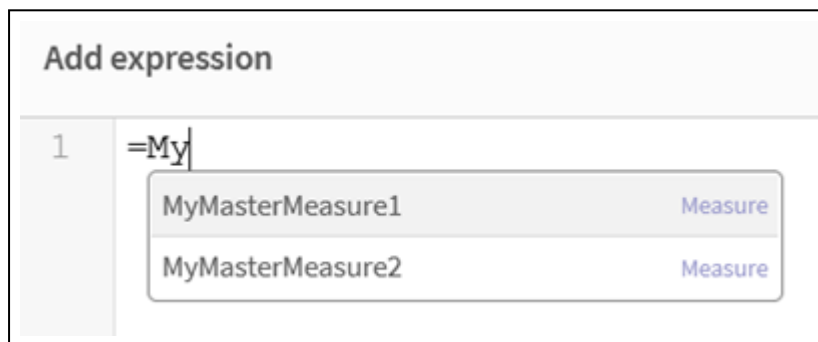 Add expression
1 =My
MyMasterMeasure1 Measure
MyMasterMeasure2 Measure